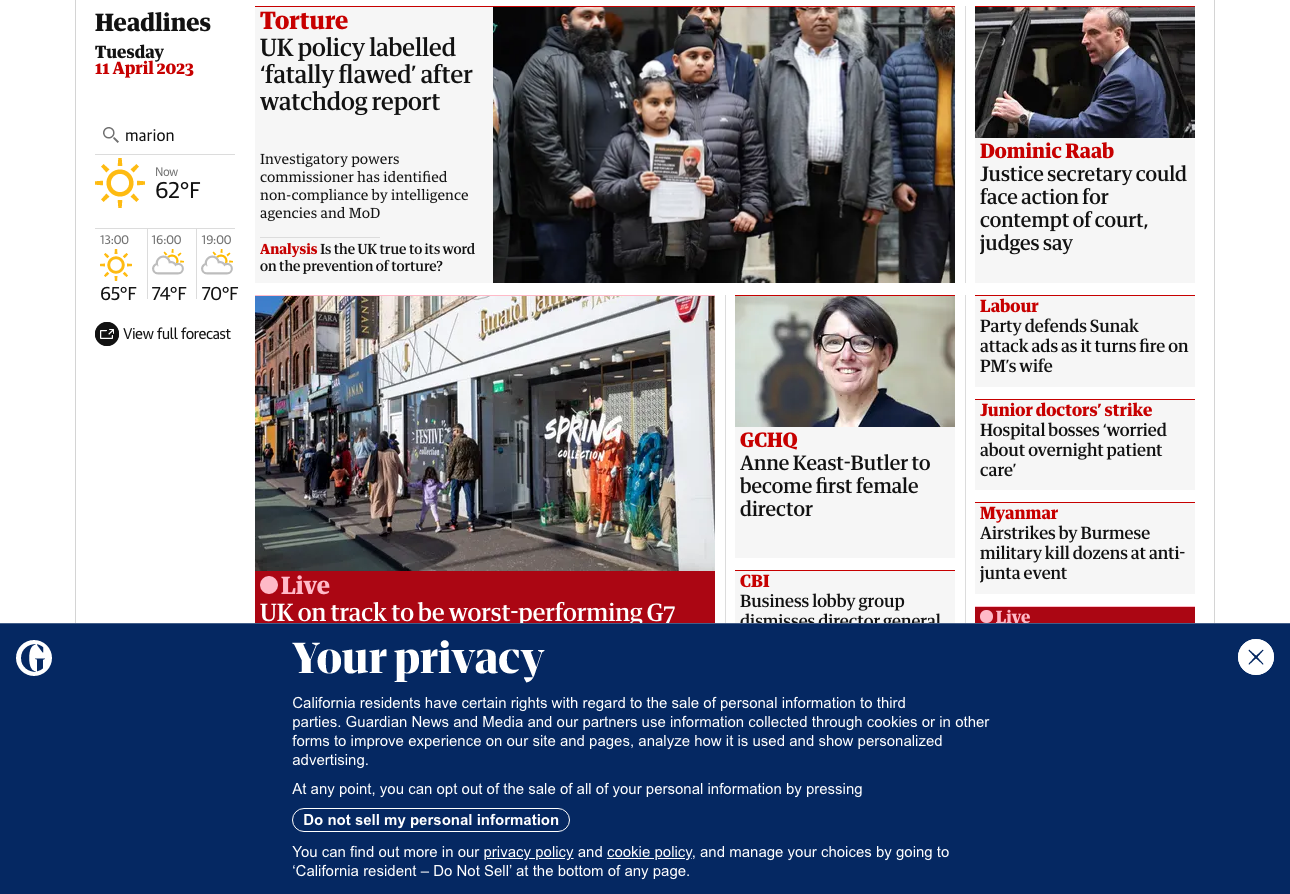 Headlines
Tuesday
11 April 2023
marion
Now
62°F
13:00
16:00
19:00
65°F
74°F
70°F
View full forecast
Torture
UK policy labelled
‘fatally flawed’ after
watchdog report
Investigatory powers
commissioner has identified
non-compliance by intelligence
agencies and MoD
Analysis Is the UK true to its word
on the prevention of torture?
Dominic Raab
Justice secretary could
face action for
contempt of court,
judges say
ZARA
SPRING
COLLECTION
FESTIVE
collection
Live
UK on track to be worst-performing G7
GCHQ
Anne Keast-Butler to
become first female
director
CBI
Business lobby group
dismisses director general
Labour
Party defends Sunak
attack ads as it turns fire on
PM’s wife
Junior doctors’ strike
Hospital bosses ‘worried
about overnight patient
care’
Myanmar
Airstrikes by Burmese
military kill dozens at anti-
junta event
Live
G
Your privacy
California residents have certain rights with regard to the sale of personal information to third
parties. Guardian News and Media and our partners use information collected through cookies or in other
forms to improve experience on our site and pages, analyze how it is used and show personalized
advertising.
At any point, you can opt out of the sale of all of your personal information by pressing
Do not sell my personal information
You can find out more in our privacy policy and cookie policy, and manage your choices by going to
‘California resident – Do Not Sell’ at the bottom of any page.